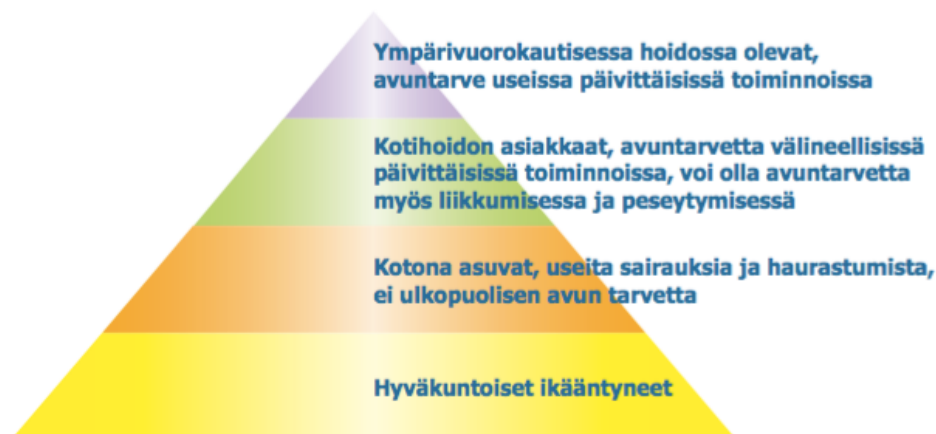 Ympärivuorokautisessa hoidossa olevat,
avuntarve useissa päivittäisissä toiminnoissa
Kotihoidon asiakkaat, avuntarvetta välineellisissä
päivittäisissä toiminnoissa, voi olla avuntarvetta
myös liikkumisessa ja peseytymisessä
Kotona asuvat, useita sairauksia ja haurastumista,
ei ulkopuolisen avun tarvetta
Hyväkuntoiset ikääntyneet